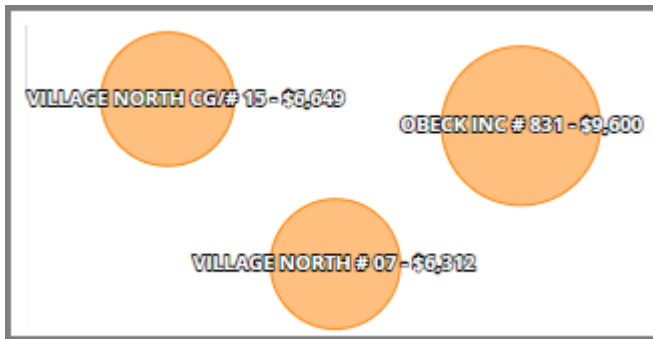 VILLAGE NORTH CG/# 15 - $6,649
OBECK INC # 831 - $9,600
VILLAGE NORTH # 07 - $6,312